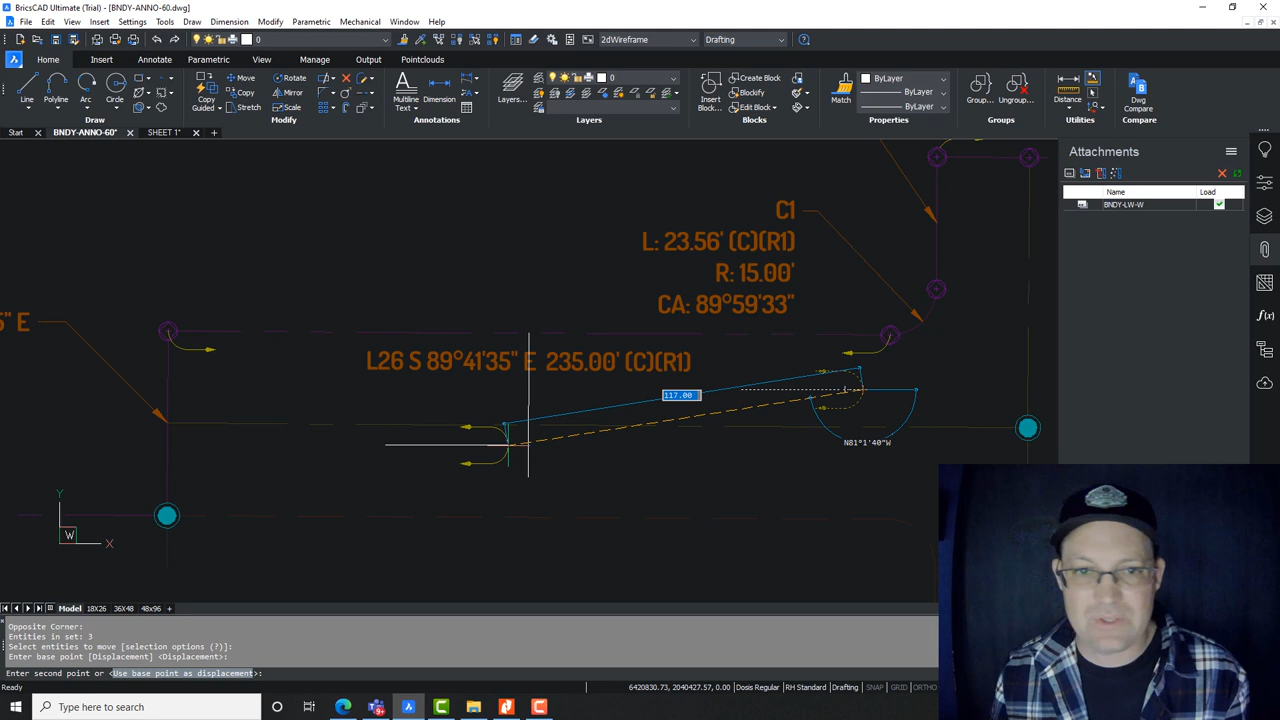 BricsCAD Ultimate (Trial) - [BNDY-ANNO-60.dwg]
File Edit View Insert Settings Tools Draw Dimension Modify Parametric Mechanical Window Help
0 2dWireframe Drafting
Home Insert Annotate Parametric View Manage Output Pointclouds
Line Polyline Arc Circle
Copy Guided Move Copy Stretch Rotate Mirror Scale
Multiline Text Dimension
Layers... 0
Insert Block... Create Block Blockify Edit Block
Match ByLayer ByLayer ByLayer
Group... Ungroup...
Distance
Dwg Compare
Draw Modify Annotations Layers Blocks Properties Groups Utilities Compare
Start BNDY-ANNO-60* SHEET 1*
Attachments
Name Load
BNDY-LW-W
C1
L: 23.56' (C)(R1)
R: 15.00'
CA: 89°59'33"
5" E
L26 S 89°41'35" E 235.00' (C)(R1)
117.00
N81°1'40"W
Y
W
X
Model 18X26 36X48 48x96
Opposite Corner:
Entities in set: 3
Select entities to move [selection options (?)]:
Enter base point [Displacement] <Displacement>:
Enter second point or <Use base point as displacement>:
Ready 6420830.73, 2040427.57, 0.00 Dosis Regular RH Standard Drafting SNAP GRID ORTHO
Type here to search